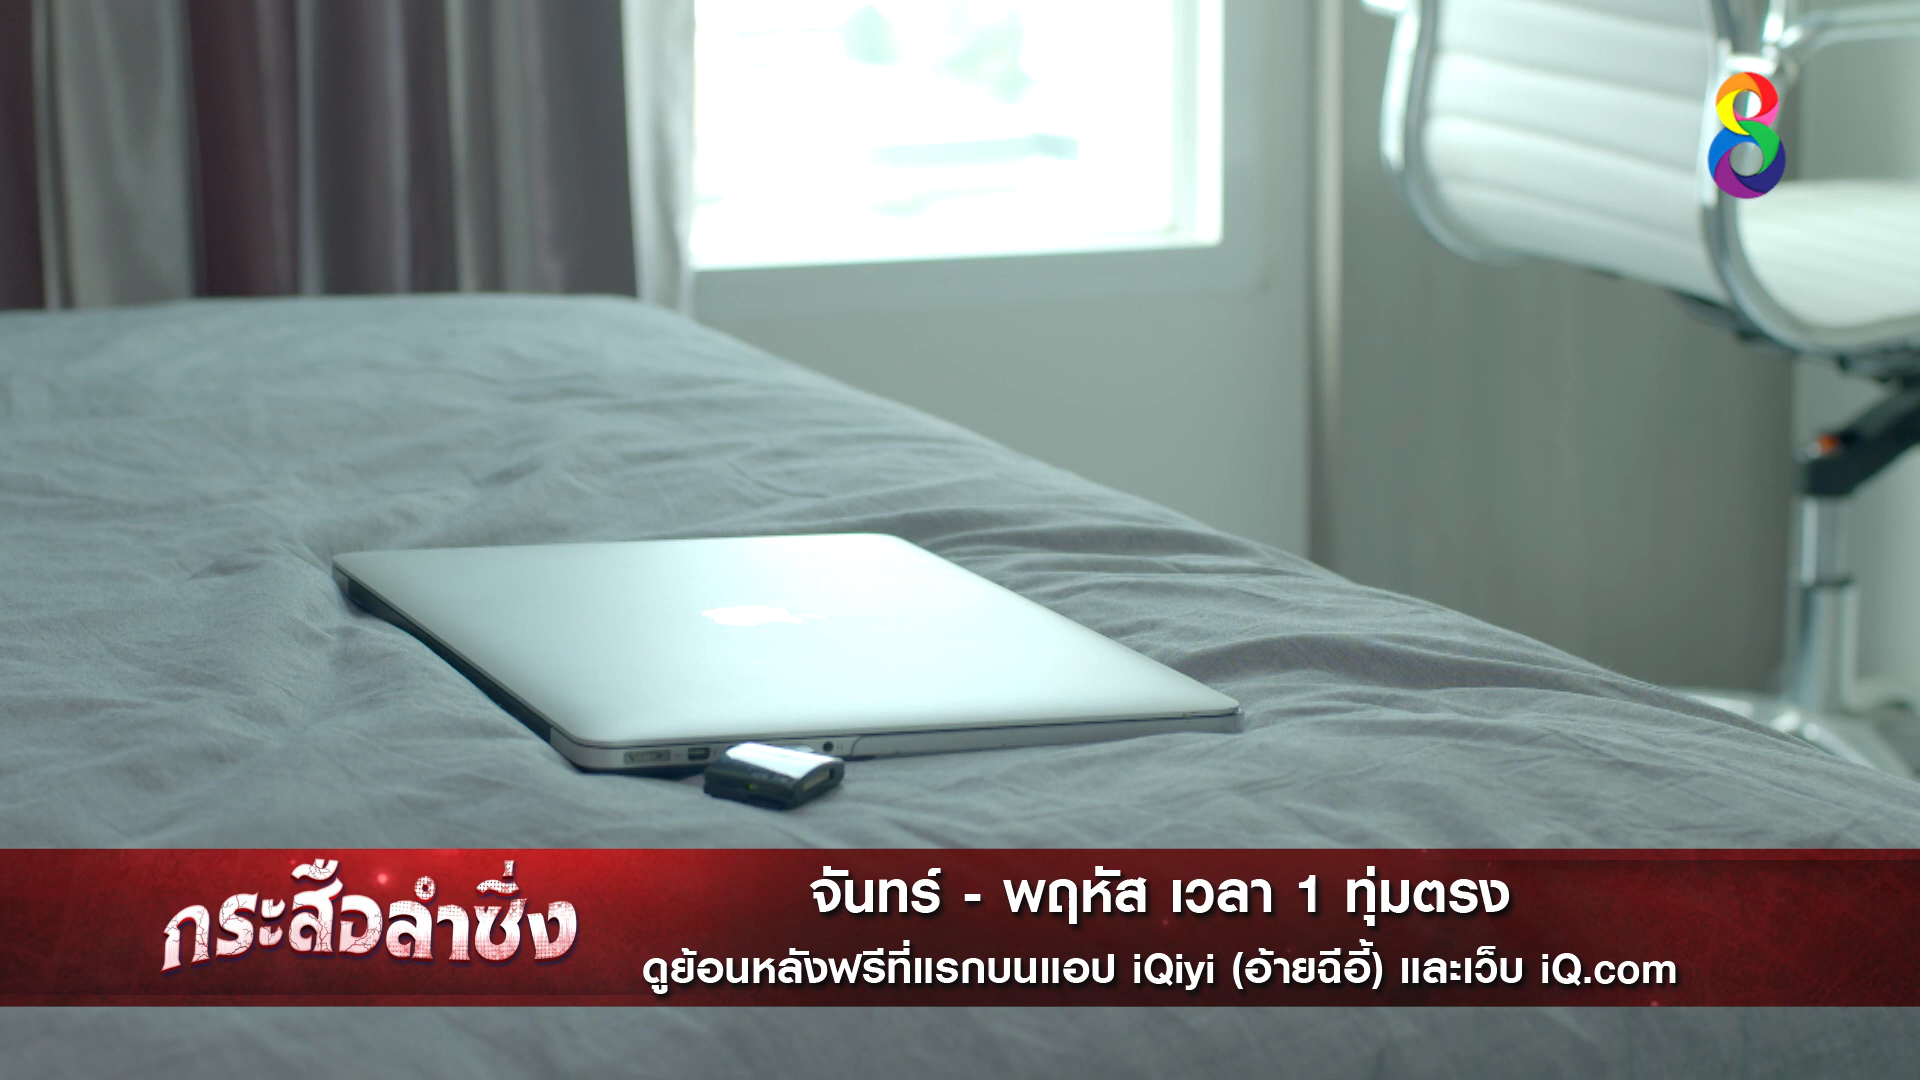 กระสือลำซิ่ง
จันทร์ - พฤหัส เวลา 1 ทุ่มตรง
ดูย้อนหลังฟรีที่แรกบนแอป iQiyi (อ้ายฉีอี้) และเว็บ iQ.com
8